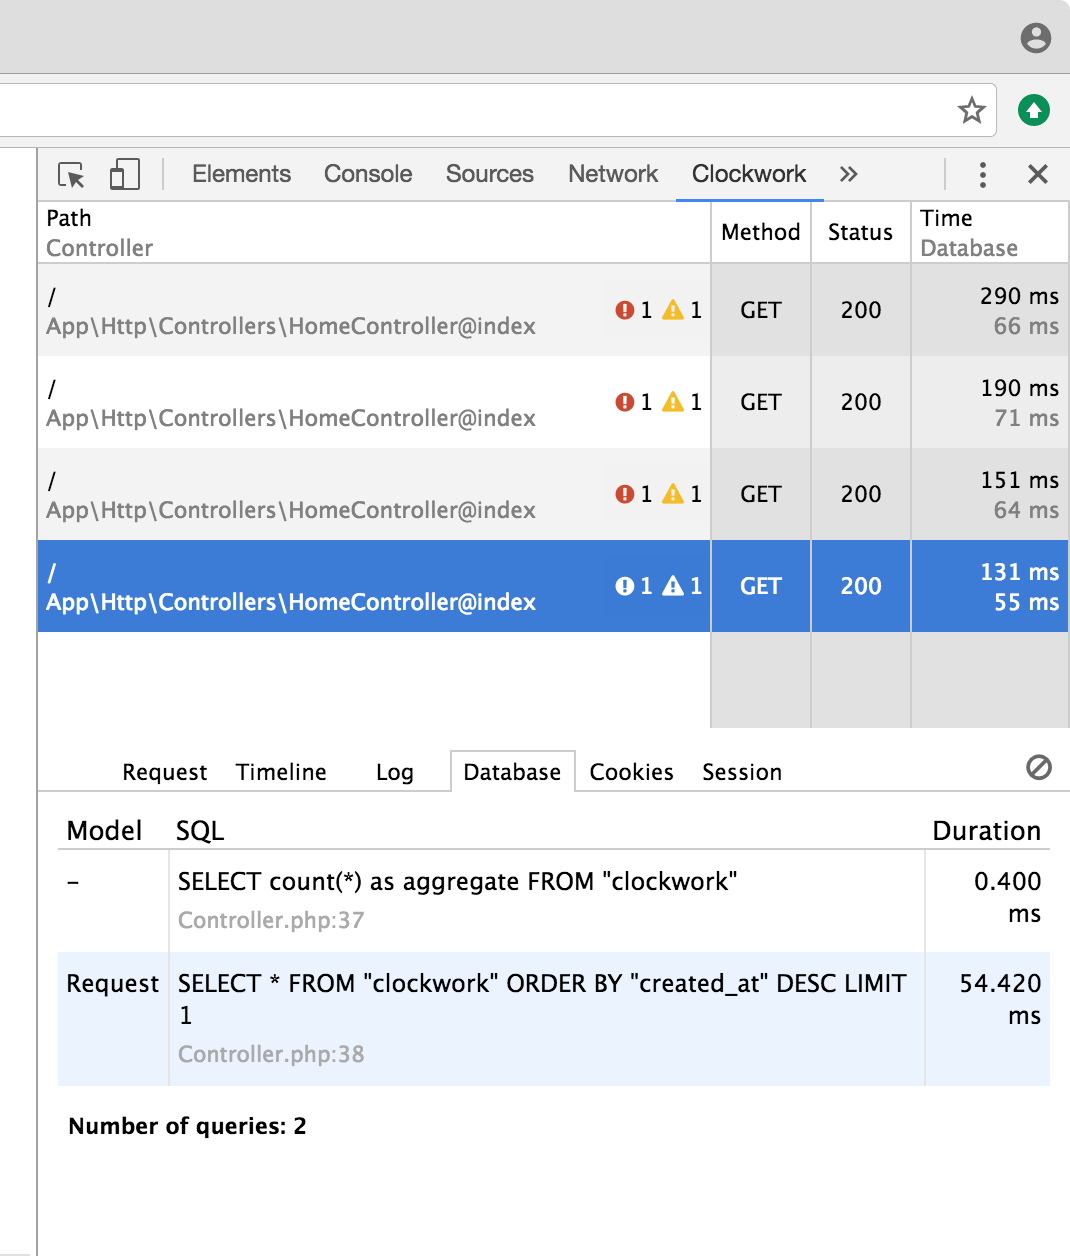 Elements Console Sources Network Clockwork »
Path
Controller
Method Status
Time
Database
/
App\Http\Controllers\HomeController@index
1 1 GET 200
290 ms
66 ms
/
App\Http\Controllers\HomeController@index
1 1 GET 200
190 ms
71 ms
/
App\Http\Controllers\HomeController@index
1 1 GET 200
151 ms
64 ms
/
App\Http\Controllers\HomeController@index
1 1 GET 200
131 ms
55 ms
Request Timeline Log Database Cookies Session
Model SQL Duration
– SELECT count(*) as aggregate FROM "clockwork" 0.400
ms
Controller.php:37
Request SELECT * FROM "clockwork" ORDER BY "created_at" DESC LIMIT 54.420
1 ms
Controller.php:38
Number of queries: 2